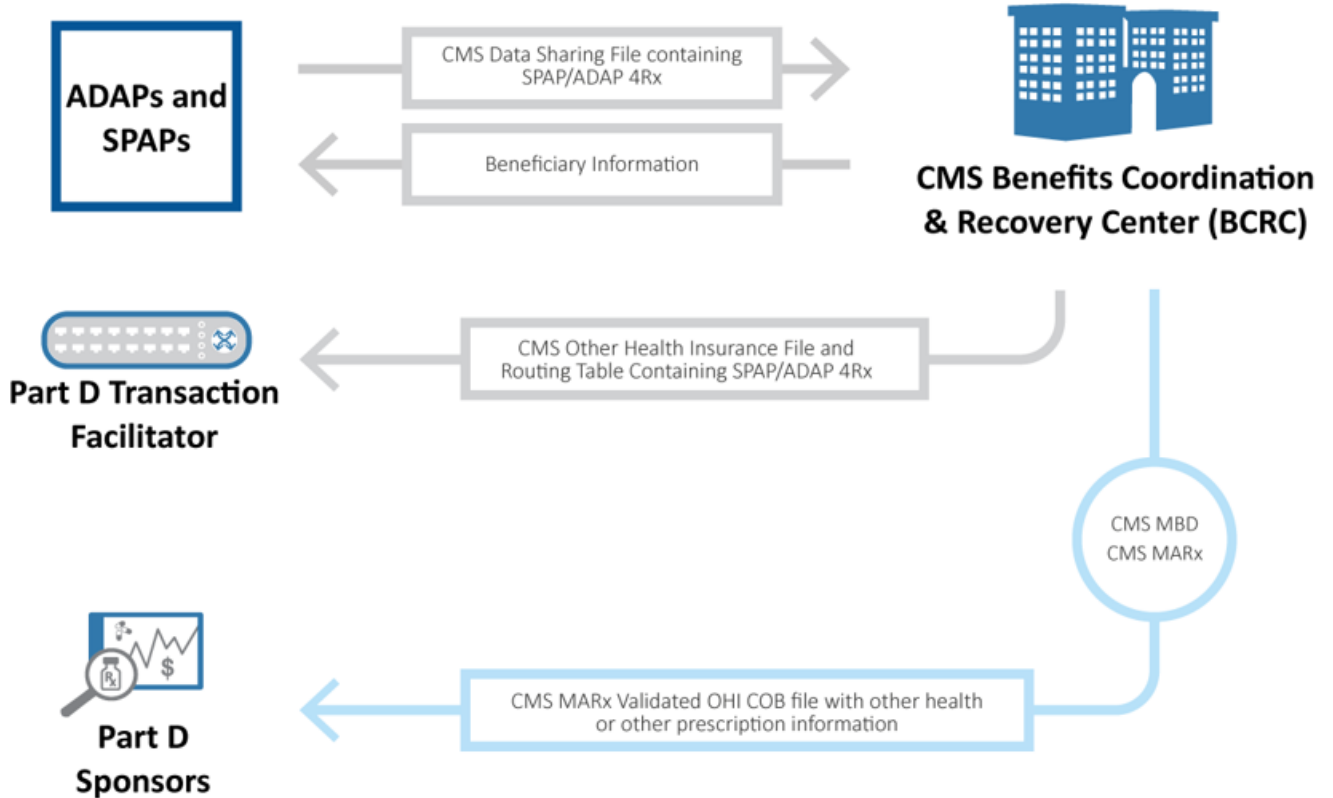 ADAPs and
SPAPs
CMS Data Sharing File containing
SPAP/ADAP 4Rx
Beneficiary Information
CMS Benefits Coordination
& Recovery Center (BCRC)
Part D Transaction
Facilitator
CMS Other Health Insurance File and
Routing Table Containing SPAP/ADAP 4Rx
CMS MBD
CMS MARx
$
Rx
Part D
Sponsors
CMS MARx Validated OHI COB file with other health
or other prescription information